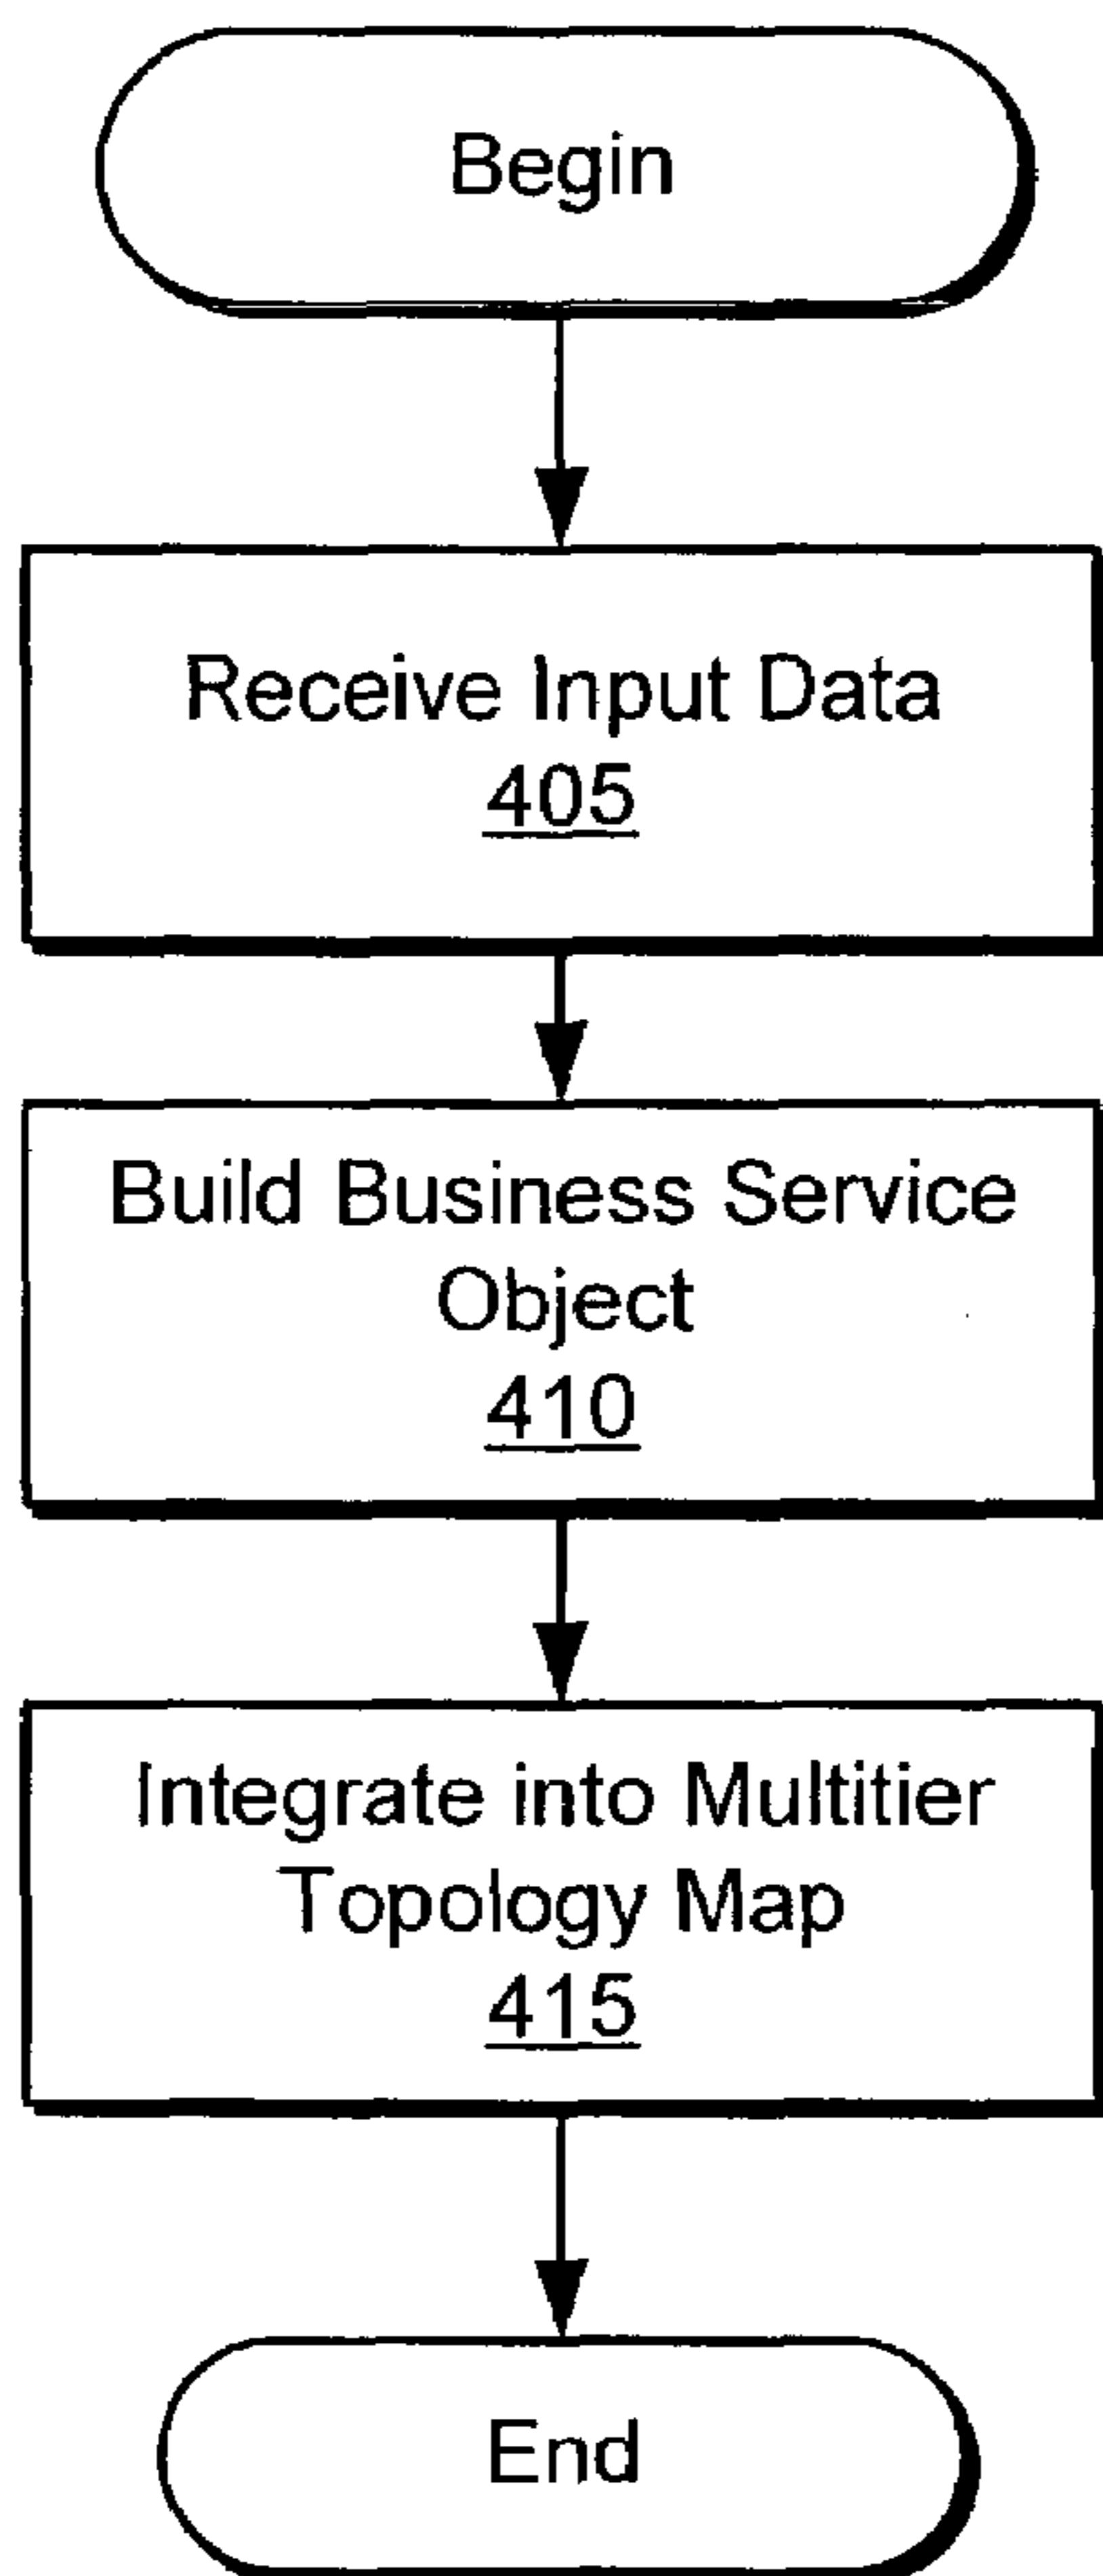 Begin
Receive Input Data
405
Build Business Service
Object
410
Integrate into Multitier
Topology Map
415
End